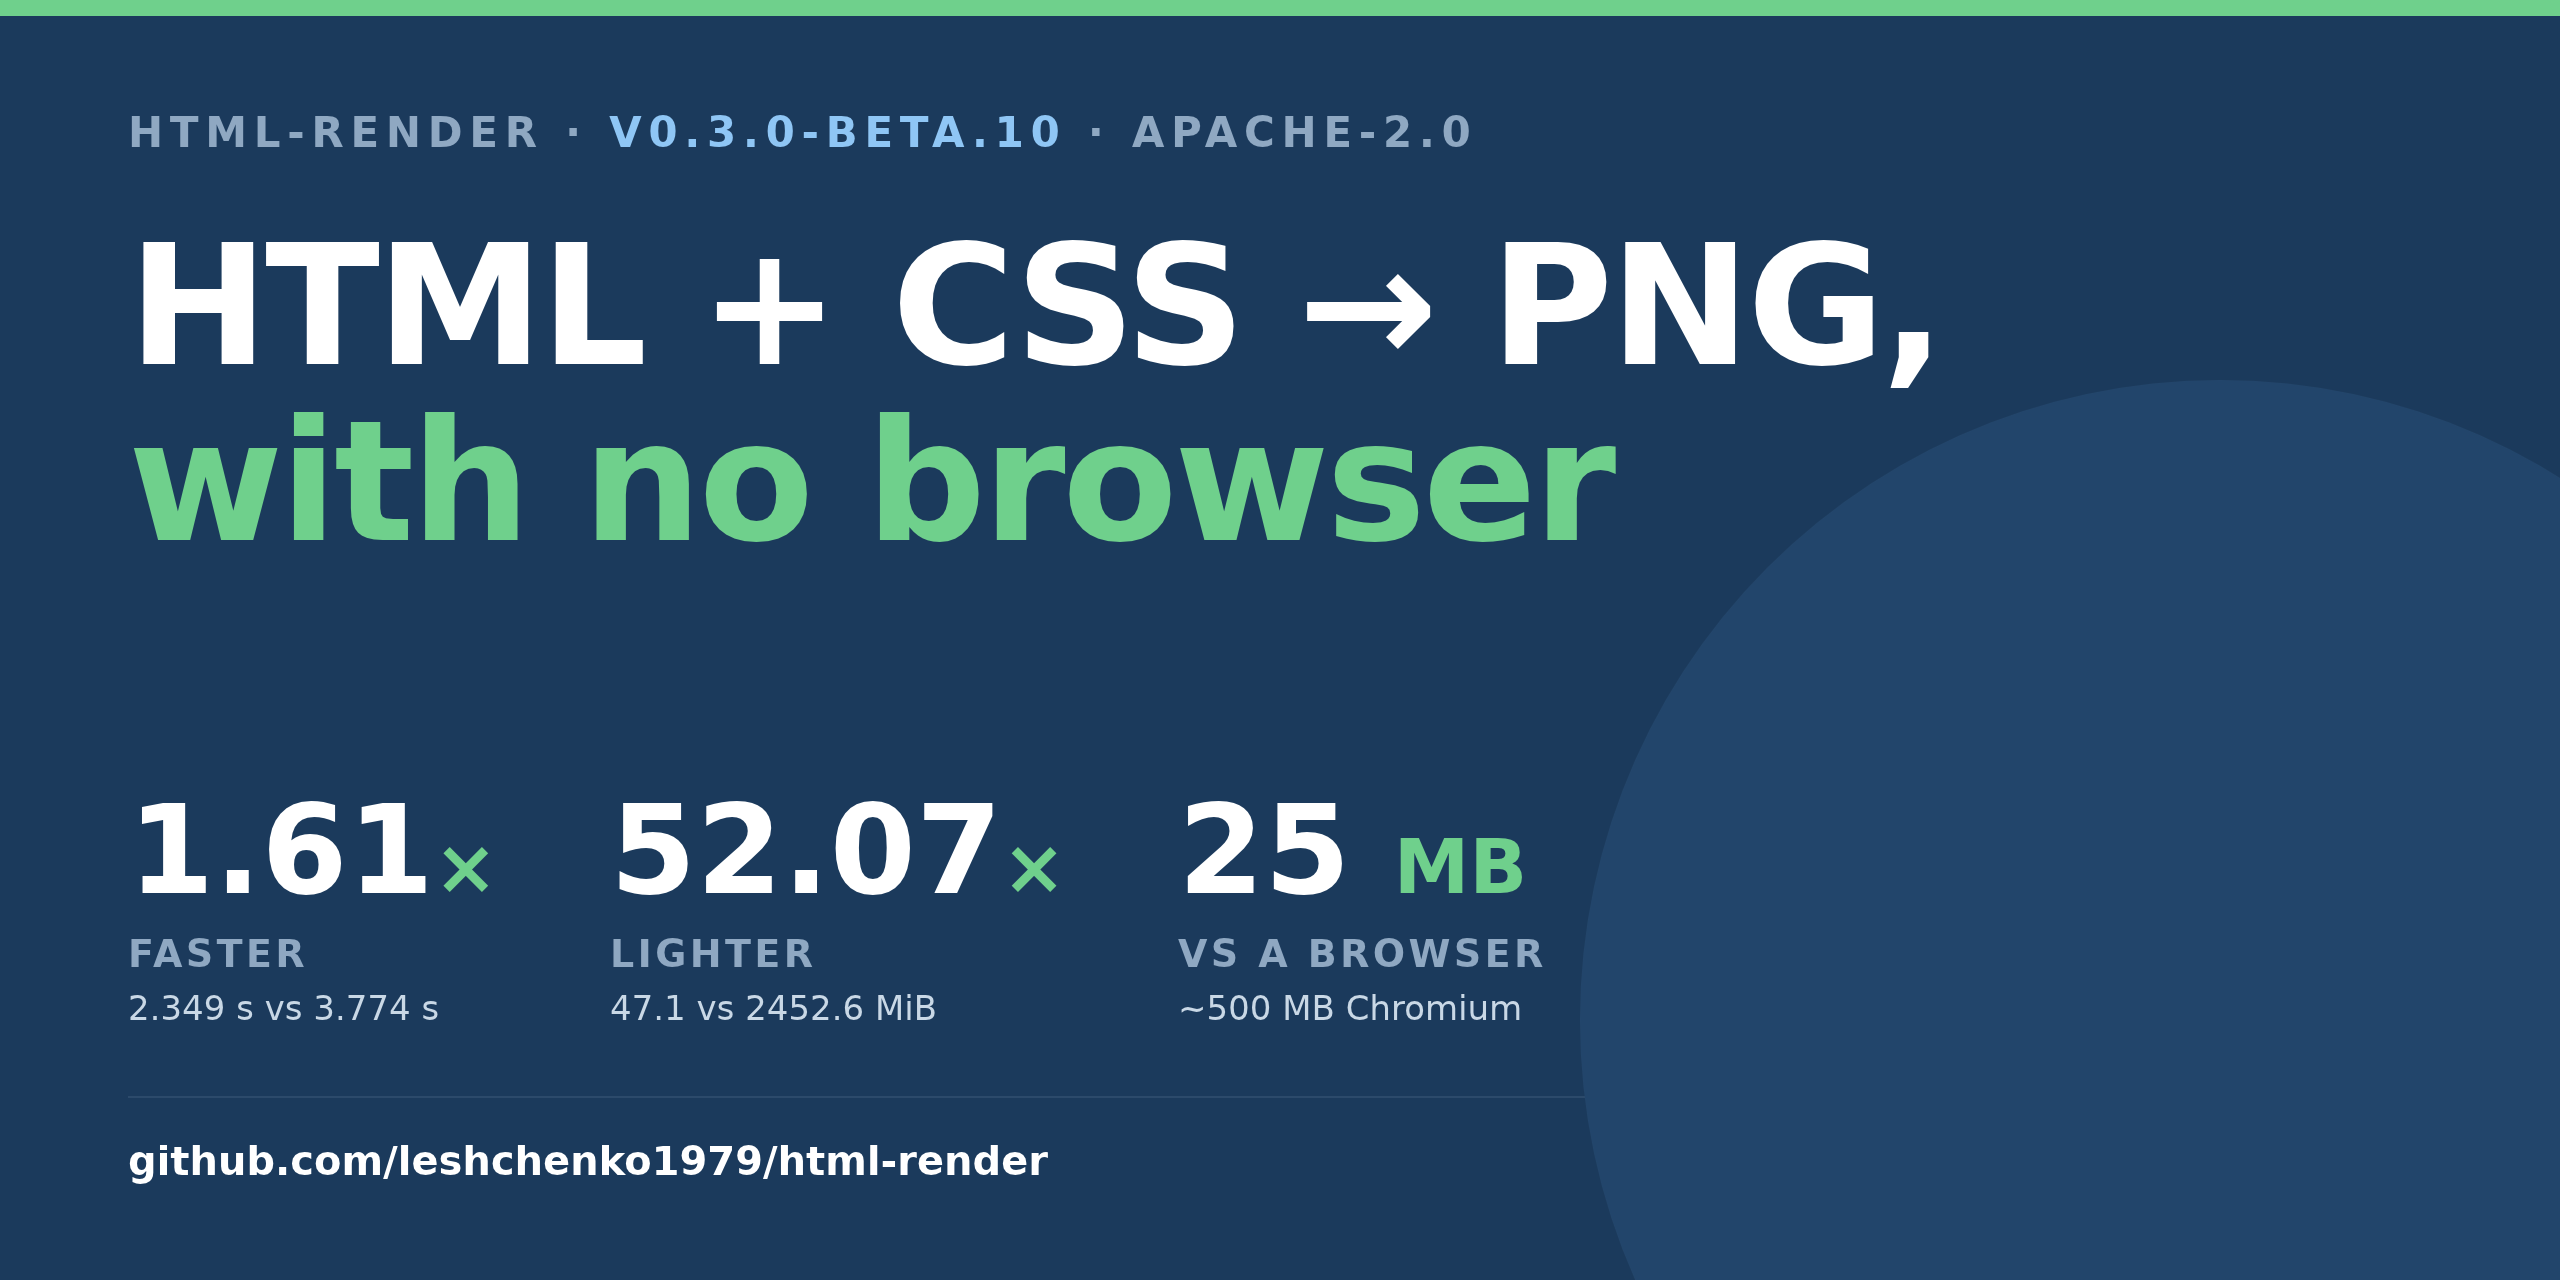 HTML-RENDER · V0.3.0-BETA.10 · APACHE-2.0
HTML + CSS → PNG,
with no browser
1.61× 52.07× 25 MB
FASTER LIGHTER VS A BROWSER
2.349 s vs 3.774 s 47.1 vs 2452.6 MiB ~500 MB Chromium
github.com/leshchenko1979/html-render